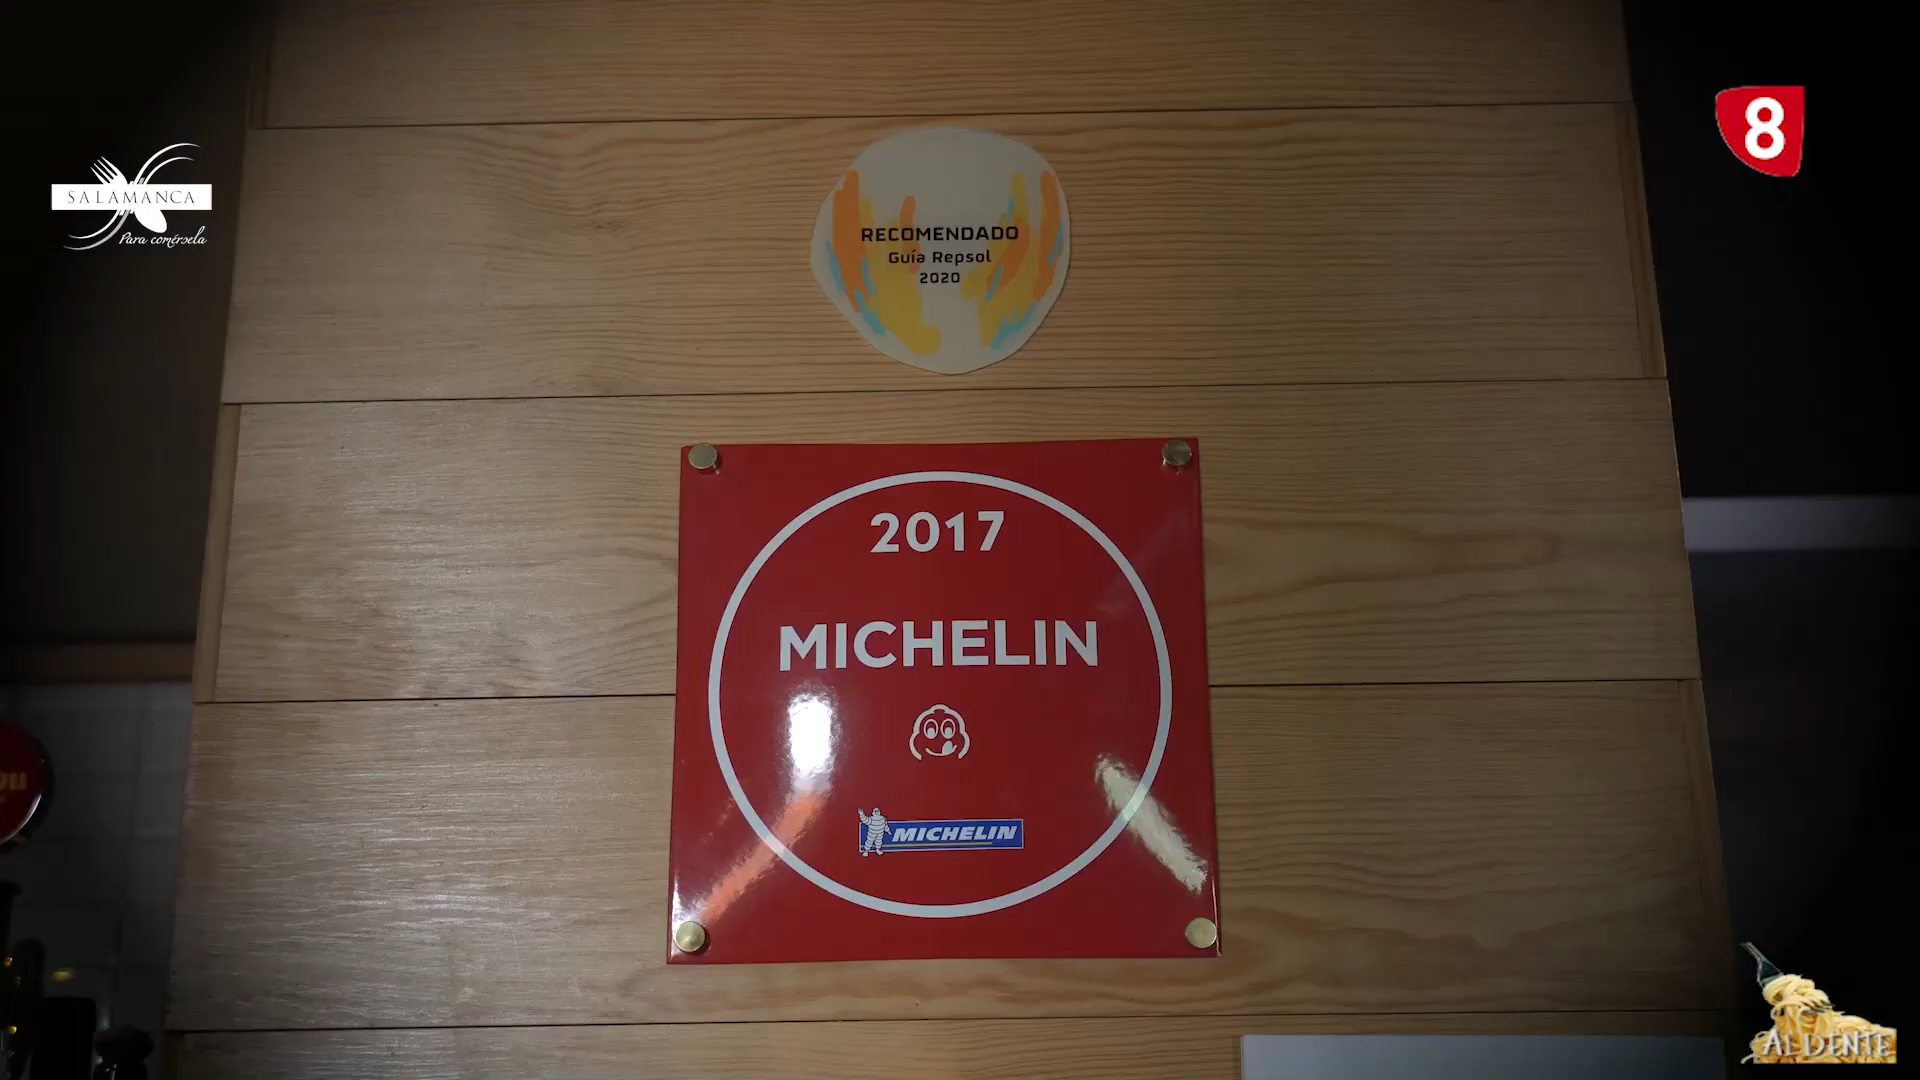 SALAMANCA
Para comérsela
8
RECOMENDADO
Guía Repsol
2020
2017
MICHELIN
MICHELIN
AL DENTE